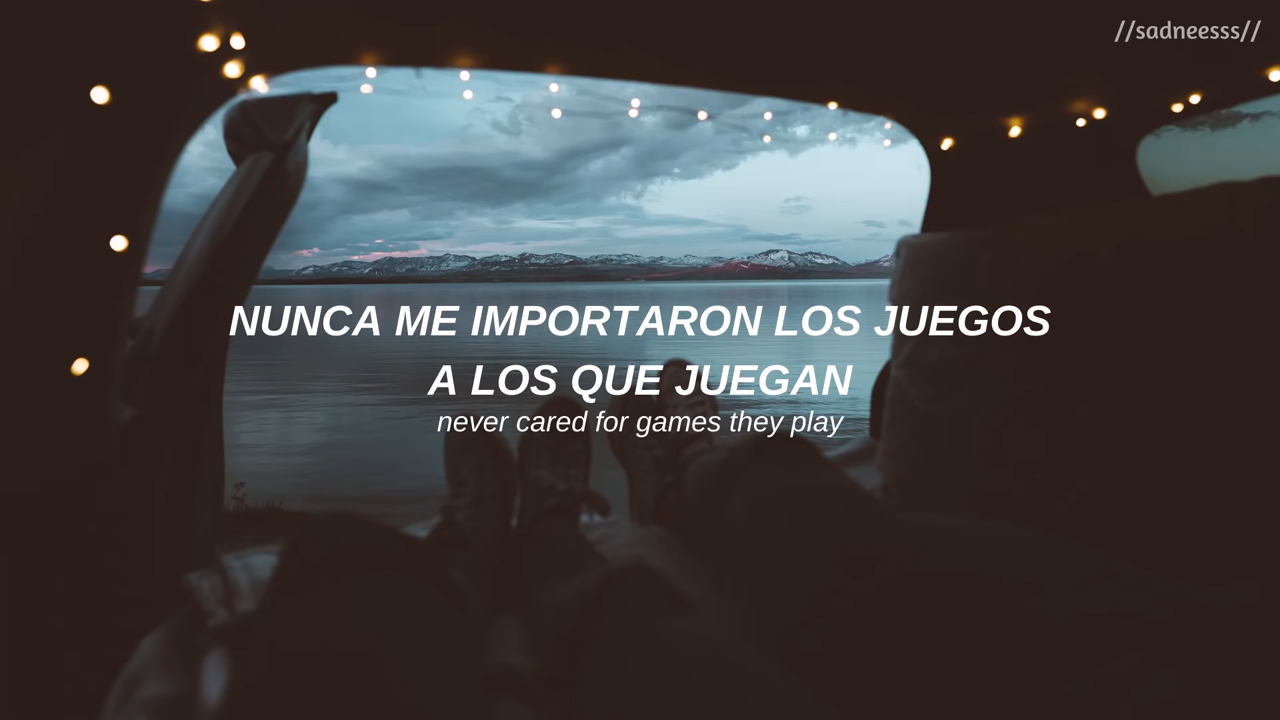 //sadneesss//
NUNCA ME IMPORTARON LOS JUEGOS
A LOS QUE JUEGAN
never cared for games they play